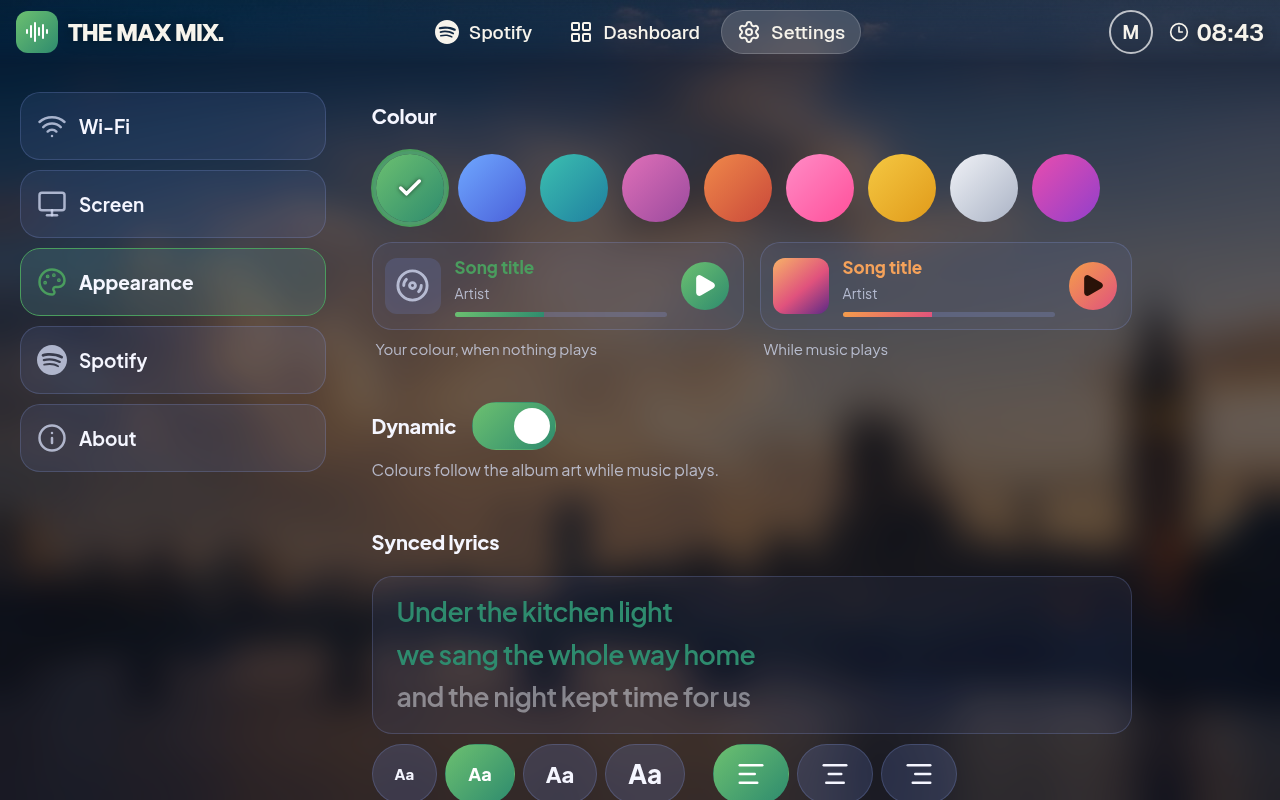 THE MAX MIX.
Spotify
Dashboard
Settings
M
08:43
Wi-Fi
Screen
Appearance
Spotify
About
Colour
Song title
Artist
Song title
Artist
Your colour, when nothing plays
While music plays
Dynamic
Colours follow the album art while music plays.
Synced lyrics
Under the kitchen light
we sang the whole way home
and the night kept time for us
Aa
Aa
Aa
Aa